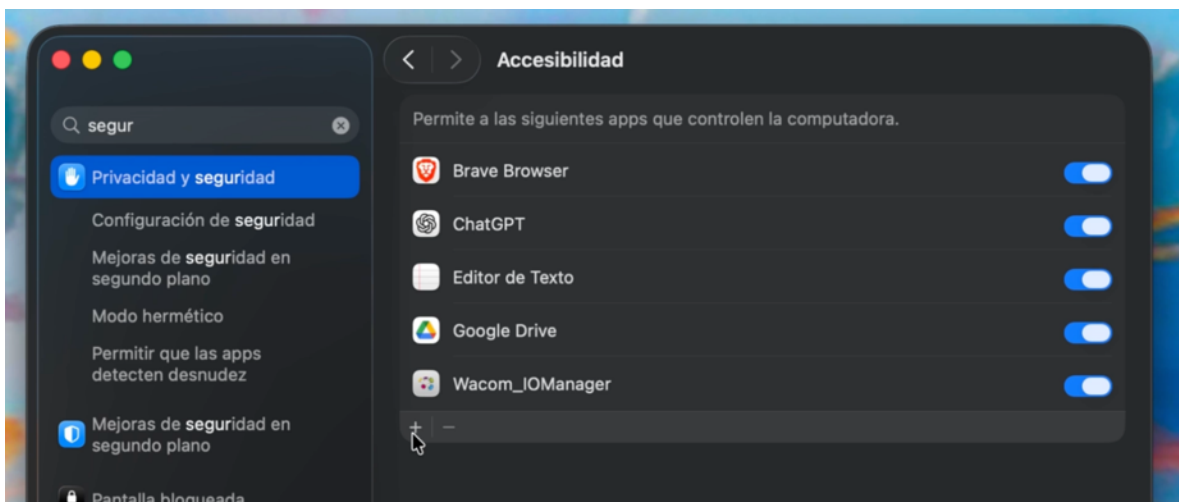 Accesibilidad
segur
Privacidad y seguridad
Configuración de seguridad
Mejoras de seguridad en
segundo plano
Modo hermético
Permitir que las apps
detecten desnudez
Mejoras de seguridad en
segundo plano
Pantalla bloqueada
Permite a las siguientes apps que controlen la computadora.
Brave Browser
ChatGPT
Editor de Texto
Google Drive
Wacom_IOManager